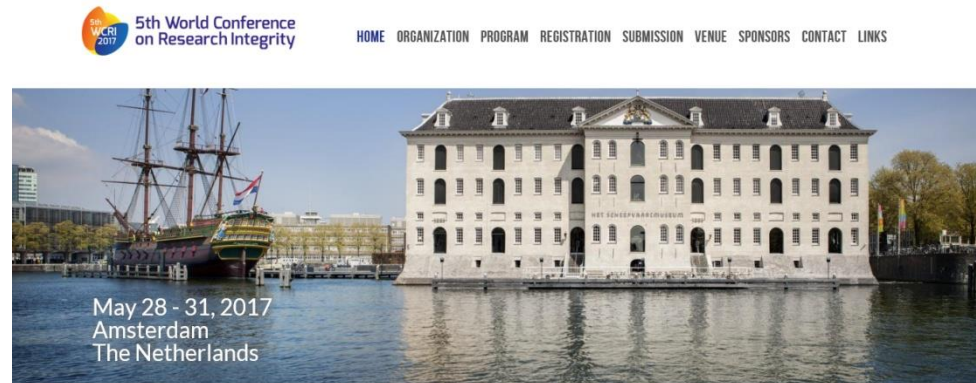 5th
WCRI
2017
5th World Conference
on Research Integrity
HOME ORGANIZATION PROGRAM REGISTRATION SUBMISSION VENUE SPONSORS CONTACT LINKS
HET SCHEEPVAARTMUSEUM
May 28 - 31, 2017
Amsterdam
The Netherlands